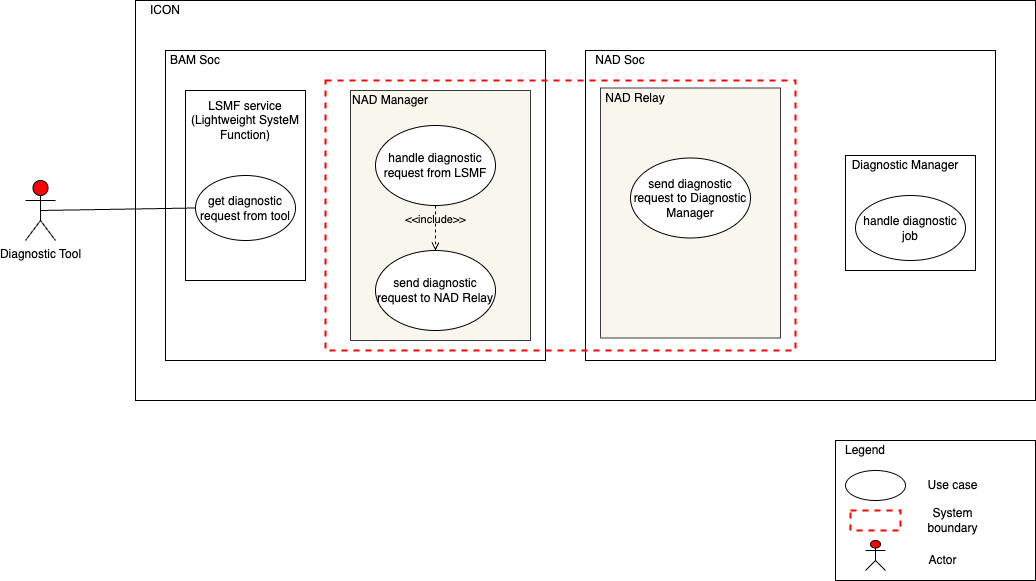 ICON
BAM Soc
LSMF service
(Lightweight SysteM
Function)
get diagnostic
request from tool
NAD Manager
handle diagnostic
request from LSMF
<<include>>
send diagnostic
request to NAD Relay
NAD Soc
NAD Relay
send diagnostic
request to Diagnostic
Manager
Diagnostic Manager
handle diagnostic
job
Diagnostic Tool
Legend
Use case
System
boundary
Actor